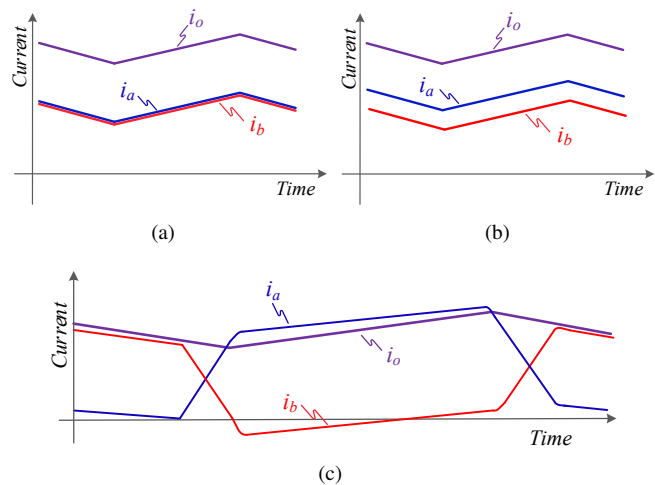 Current
i_o
i_a
i_b
Time
(a)
Current
i_o
i_a
i_b
Time
(b)
Current
i_a
i_o
i_b
Time
(c)